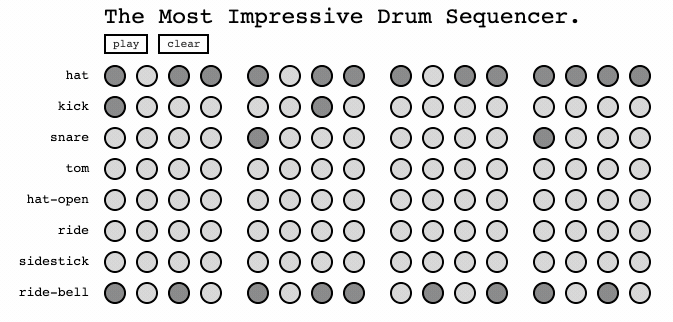 The Most Impressive Drum Sequencer.
play clear
hat
kick
snare
tom
hat-open
ride
sidestick
ride-bell